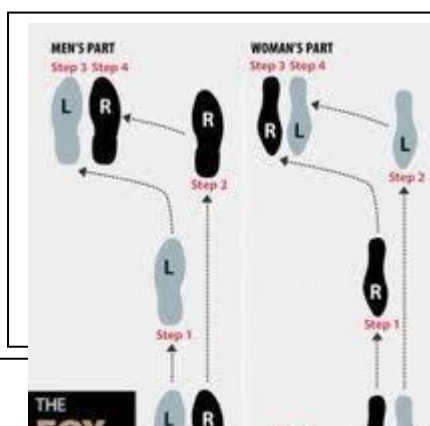 MEN'S PART
WOMAN'S PART
Step 3 Step 4
Step 3 Step 4
L
R
R
R
L
L
Step 2
Step 2
L
R
Step 1
Step 1
THE
FOX
L
R